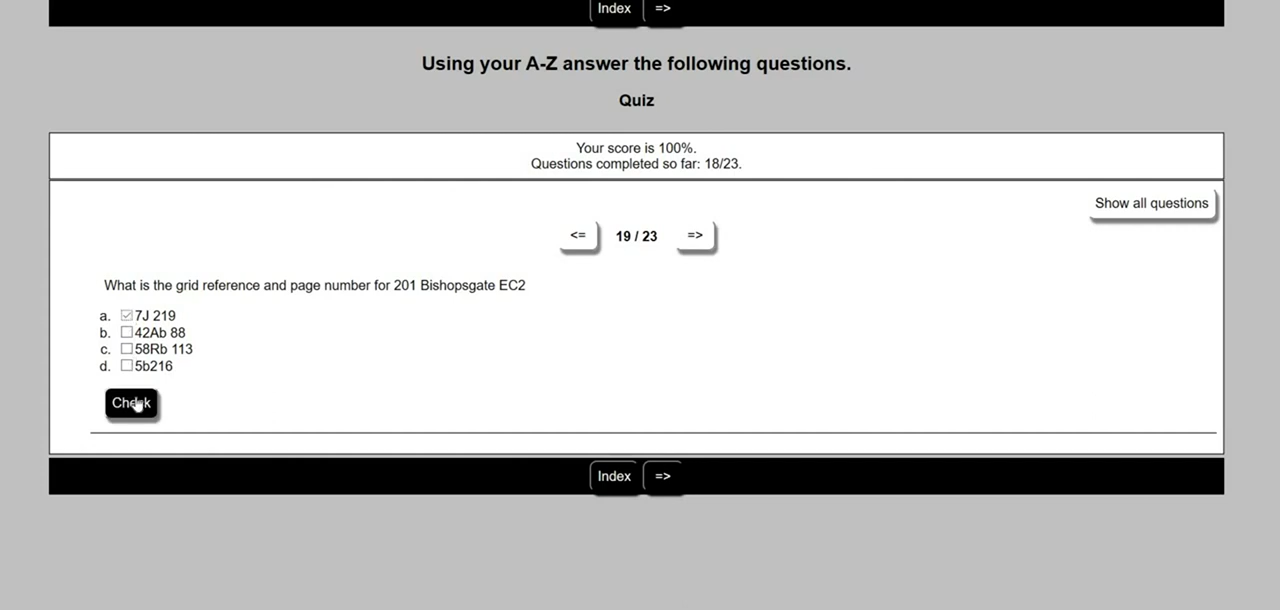 Index =>
Using your A-Z answer the following questions.
Quiz
Your score is 100%.
Questions completed so far: 18/23.
Show all questions
<= 19 / 23 =>
What is the grid reference and page number for 201 Bishopsgate EC2
a. 7J 219
b. 42Ab 88
c. 58Rb 113
d. 5b216
Check
Index =>